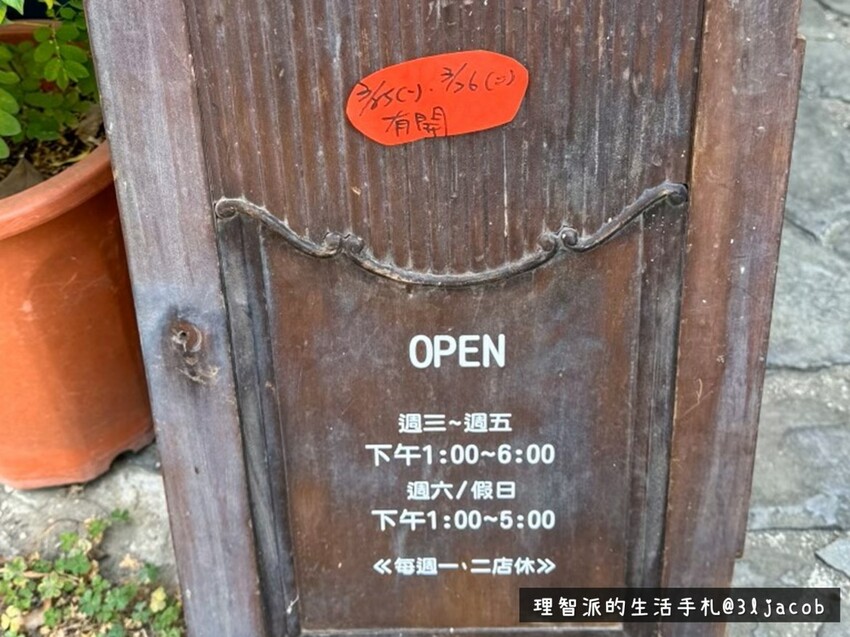 3/25(一)、3/26(二)
有開
OPEN
週三~週五
下午1:00~6:00
週六/假日
下午1:00~5:00
≪每週一、二店休≫
理智派的生活手札@3ljacob